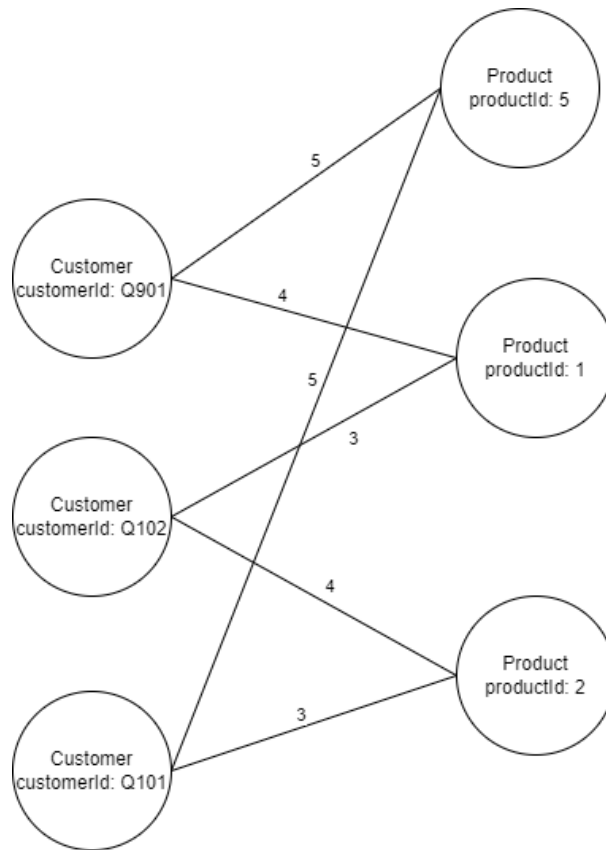 Product
productId: 5
5
Customer
customerId: Q901
4
Product
productId: 1
5
3
Customer
customerId: Q102
4
Product
productId: 2
3
Customer
customerId: Q101